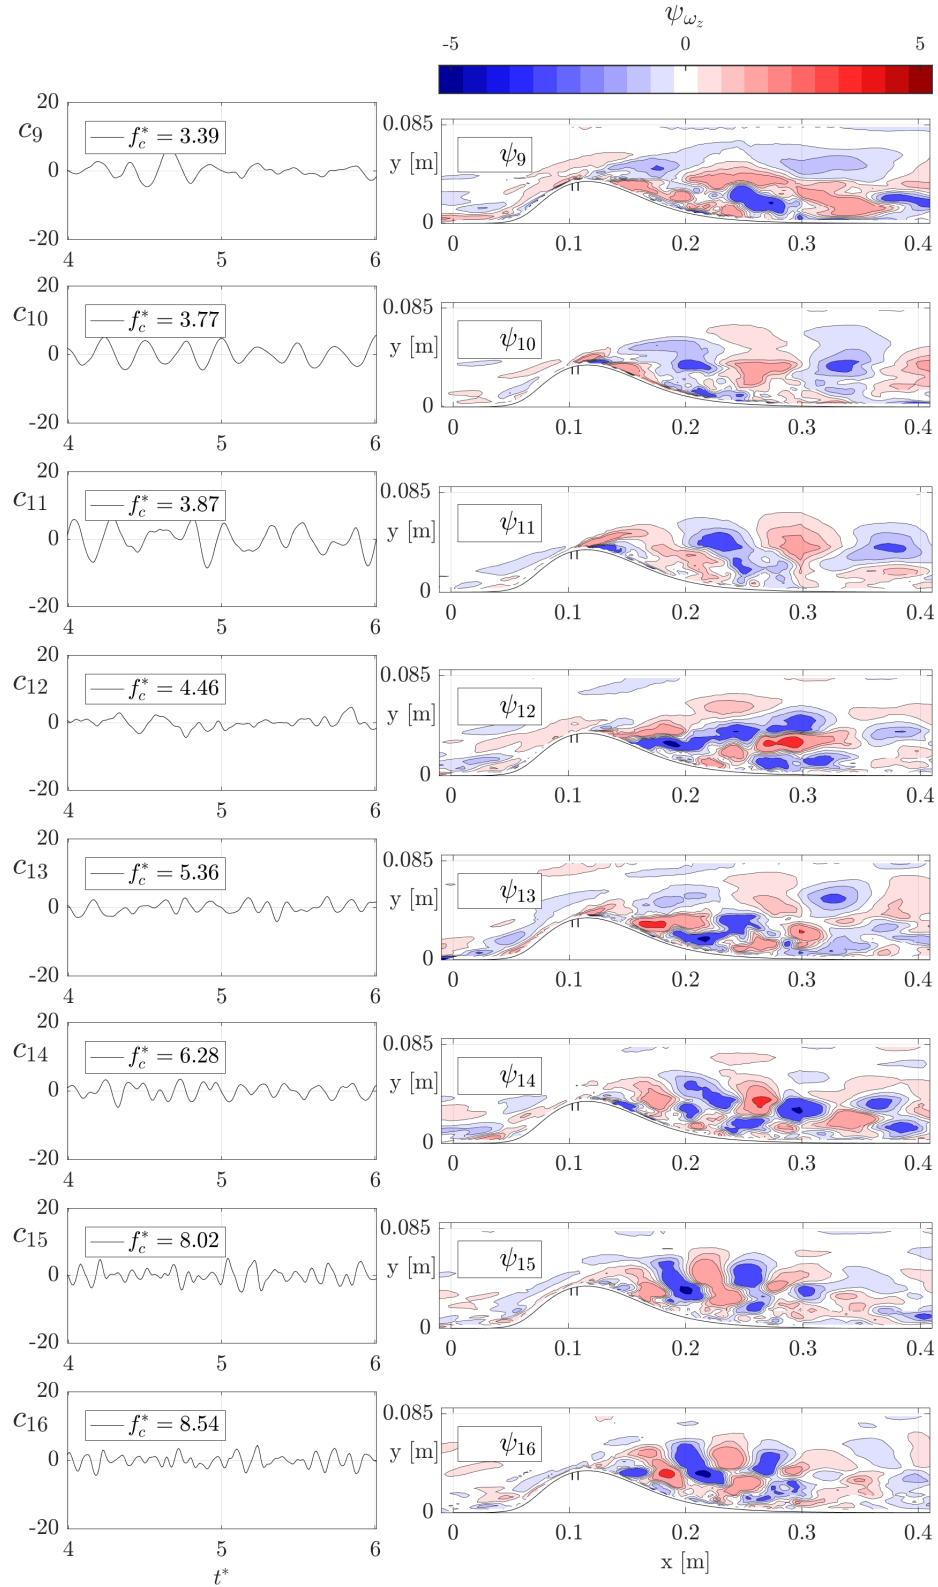 ψ_{ω_z}
-5 0 5
20
c_9 f_c^* = 3.39
0
-20
4 5 6
0.085
y [m] ψ_9
0
0 0.1 0.2 0.3 0.4
20
c_{10} f_c^* = 3.77
0
-20
4 5 6
0.085
y [m] ψ_{10}
0
0 0.1 0.2 0.3 0.4
20
c_{11} f_c^* = 3.87
0
-20
4 5 6
0.085
y [m] ψ_{11}
0
0 0.1 0.2 0.3 0.4
20
c_{12} f_c^* = 4.46
0
-20
4 5 6
0.085
y [m] ψ_{12}
0
0 0.1 0.2 0.3 0.4
20
c_{13} f_c^* = 5.36
0
-20
4 5 6
0.085
y [m] ψ_{13}
0
0 0.1 0.2 0.3 0.4
20
c_{14} f_c^* = 6.28
0
-20
4 5 6
0.085
y [m] ψ_{14}
0
0 0.1 0.2 0.3 0.4
20
c_{15} f_c^* = 8.02
0
-20
4 5 6
0.085
y [m] ψ_{15}
0
0 0.1 0.2 0.3 0.4
20
c_{16} f_c^* = 8.54
0
-20
4 5 6
t^*
0.085
y [m] ψ_{16}
0
0 0.1 0.2 0.3 0.4
x [m]